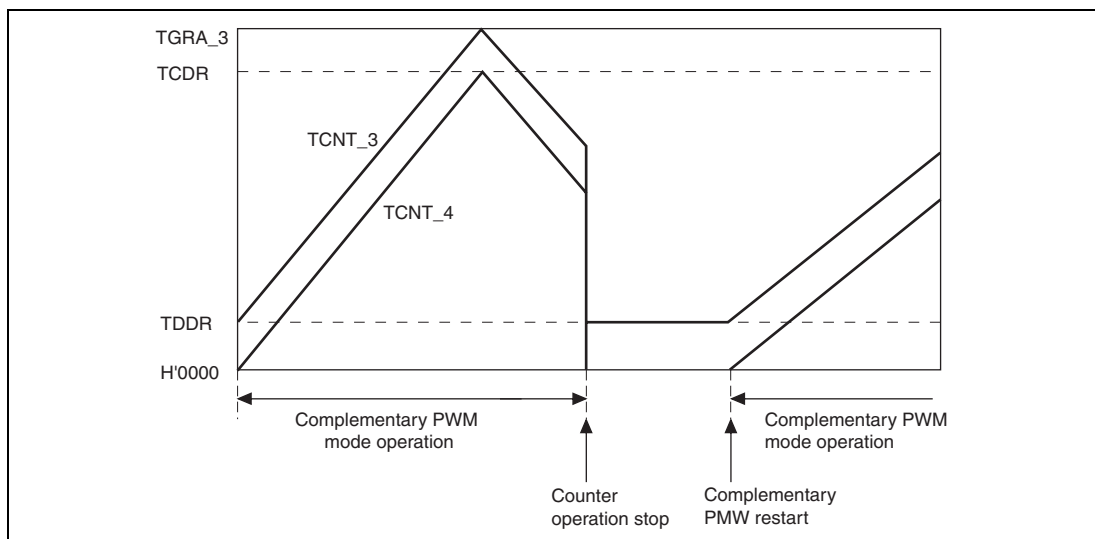 TGRA_3
TCDR
TCNT_3
TCNT_4
TDDR
H'0000
Complementary PWM
mode operation
Complementary PWM
mode operation
Counter
operation stop
Complementary
PMW restart